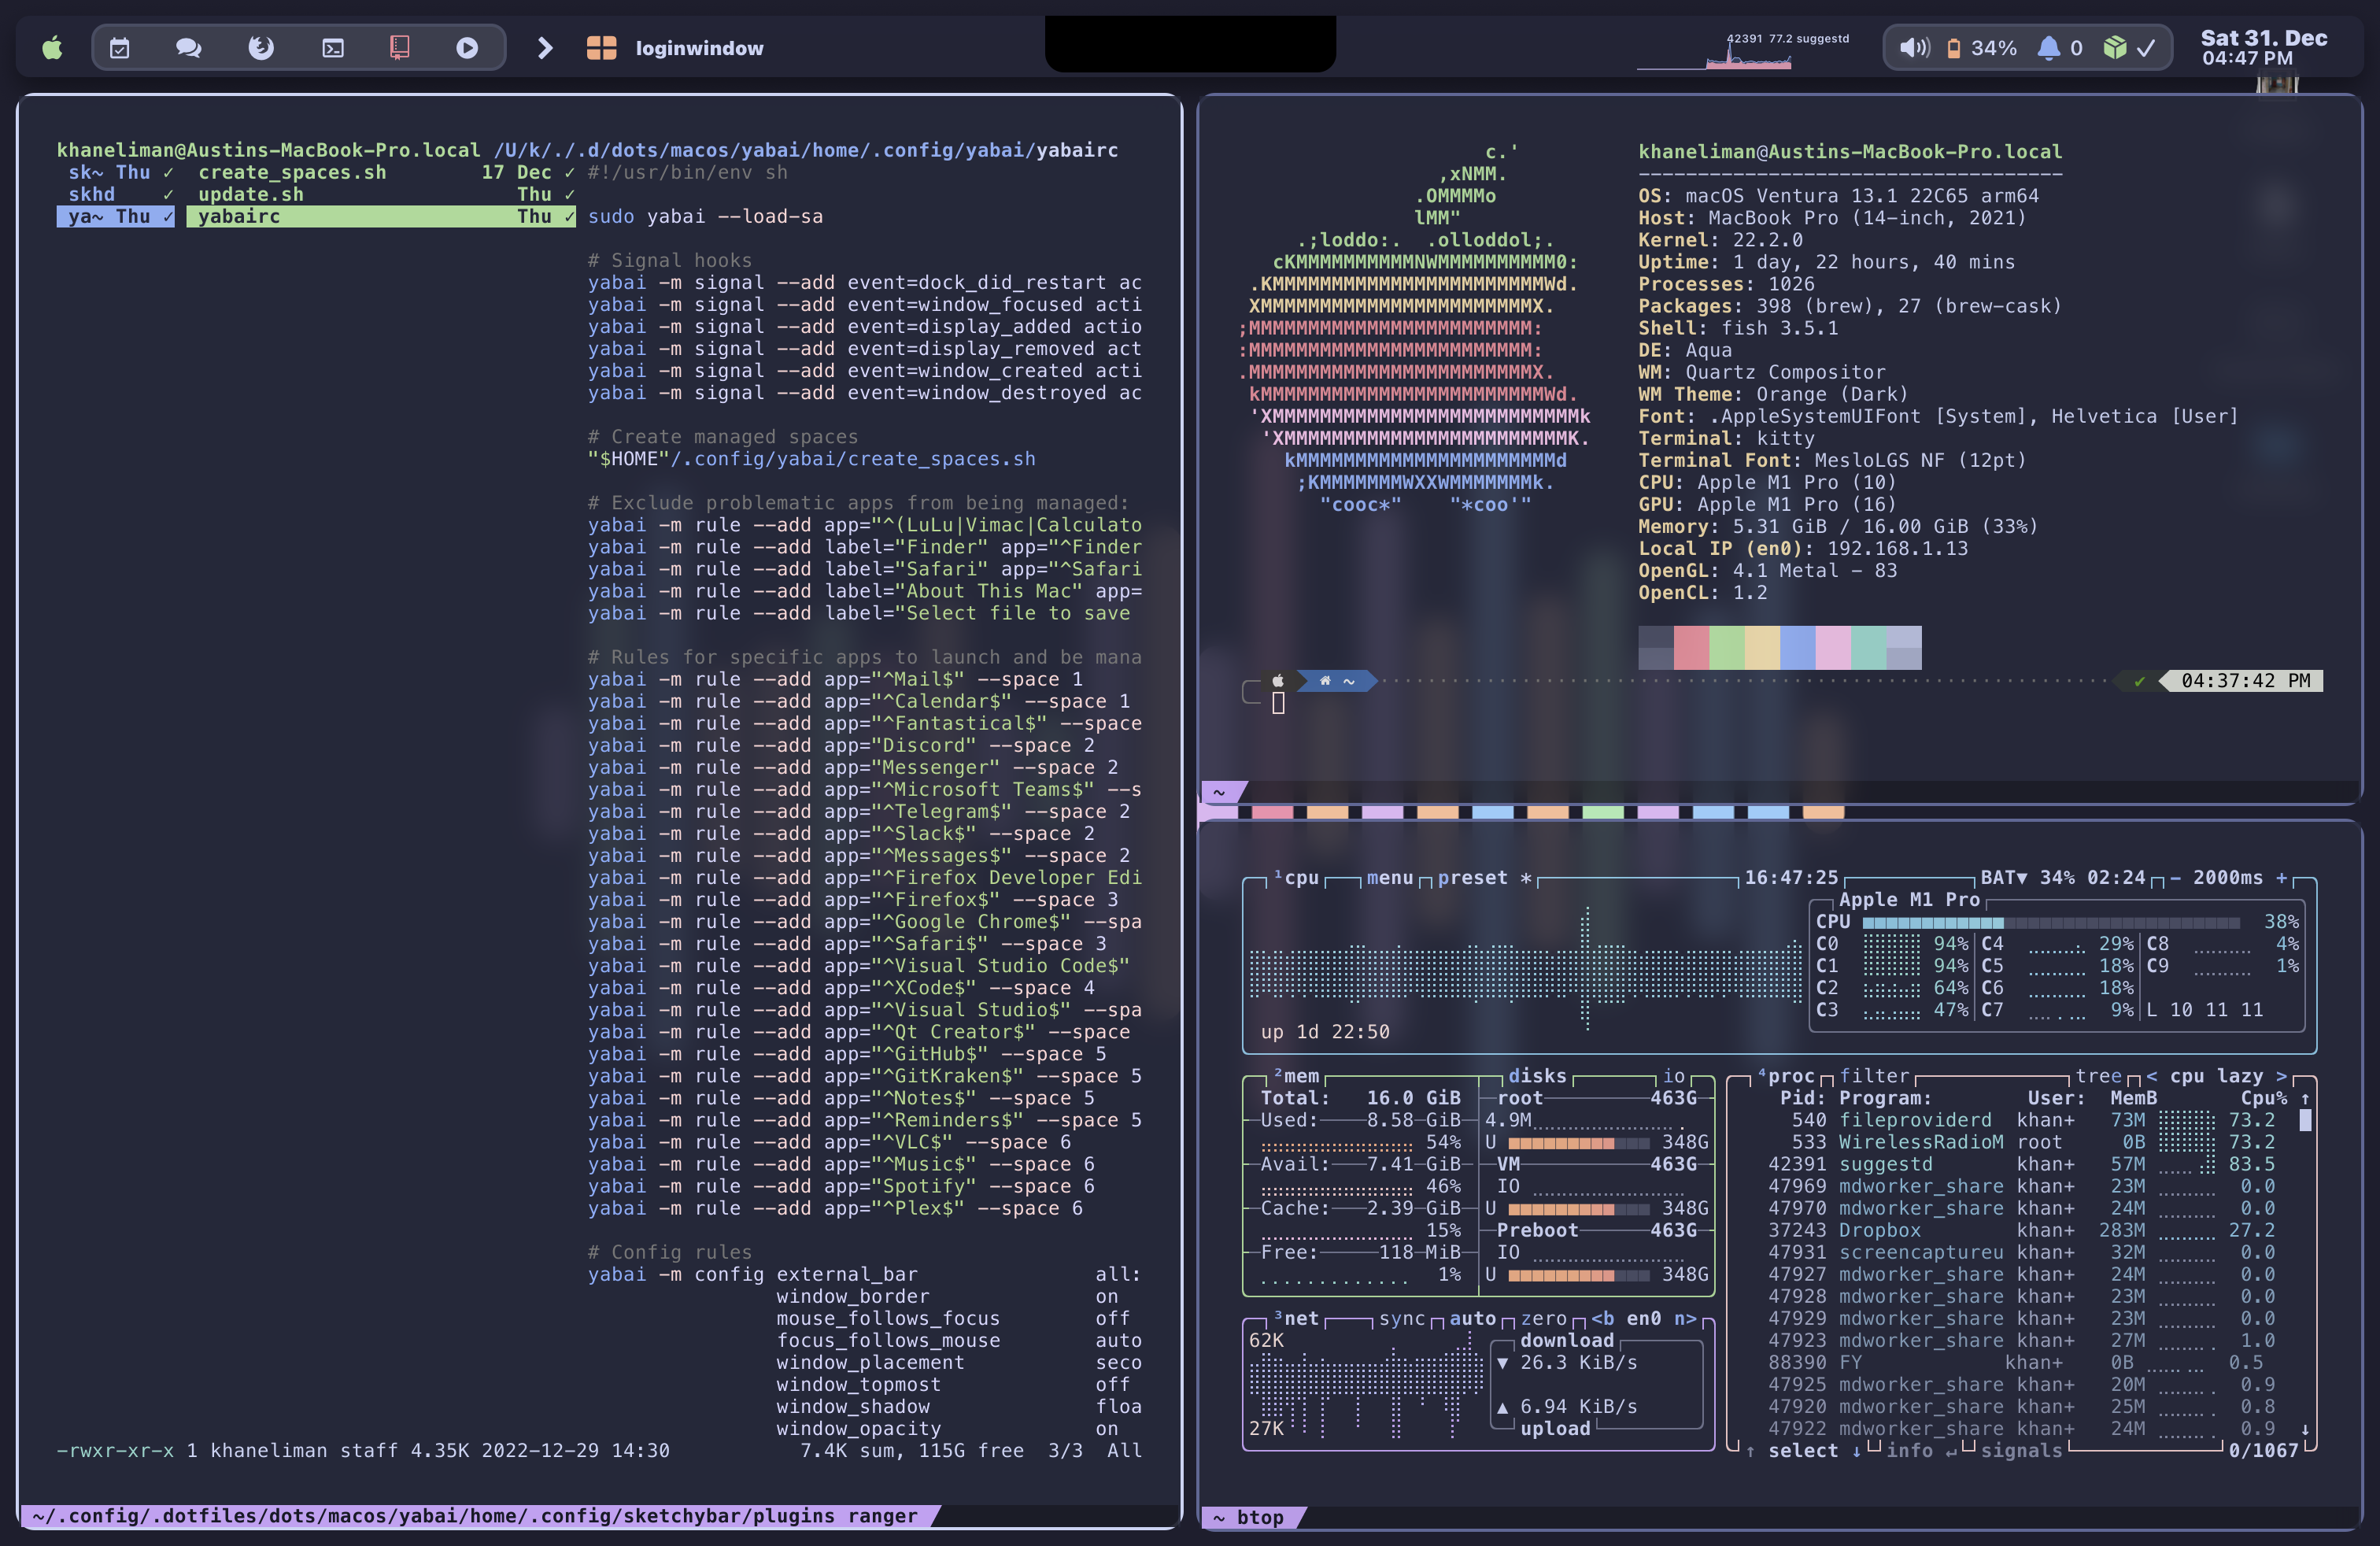 loginwindow
42391 77.2 suggestd
34%
0
Sat 31. Dec
04:47 PM
khaneliman@Austins-MacBook-Pro.local /U/k/./.d/dots/macos/yabai/home/.config/yabai/yabairc
sk~ Thu ✓ create_spaces.sh 17 Dec ✓ #!/usr/bin/env sh
skhd ✓ update.sh Thu ✓
ya~ Thu ✓ yabairc Thu ✓ sudo yabai --load-sa
# Signal hooks
yabai -m signal --add event=dock_did_restart ac
yabai -m signal --add event=window_focused acti
yabai -m signal --add event=display_added actio
yabai -m signal --add event=display_removed act
yabai -m signal --add event=window_created acti
yabai -m signal --add event=window_destroyed ac
# Create managed spaces
"$HOME"/.config/yabai/create_spaces.sh
# Exclude problematic apps from being managed:
yabai -m rule --add app="^(LuLu|Vimac|Calculato
yabai -m rule --add label="Finder" app="^Finder
yabai -m rule --add label="Safari" app="^Safari
yabai -m rule --add label="About This Mac" app=
yabai -m rule --add label="Select file to save
# Rules for specific apps to launch and be mana
yabai -m rule --add app="^Mail$" --space 1
yabai -m rule --add app="^Calendar$" --space 1
yabai -m rule --add app="^Fantastical$" --space
yabai -m rule --add app="Discord" --space 2
yabai -m rule --add app="Messenger" --space 2
yabai -m rule --add app="^Microsoft Teams$" --s
yabai -m rule --add app="^Telegram$" --space 2
yabai -m rule --add app="^Slack$" --space 2
yabai -m rule --add app="^Messages$" --space 2
yabai -m rule --add app="^Firefox Developer Edi
yabai -m rule --add app="^Firefox$" --space 3
yabai -m rule --add app="^Google Chrome$" --spa
yabai -m rule --add app="^Safari$" --space 3
yabai -m rule --add app="^Visual Studio Code$"
yabai -m rule --add app="^XCode$" --space 4
yabai -m rule --add app="^Visual Studio$" --spa
yabai -m rule --add app="^Qt Creator$" --space
yabai -m rule --add app="^GitHub$" --space 5
yabai -m rule --add app="^GitKraken$" --space 5
yabai -m rule --add app="^Notes$" --space 5
yabai -m rule --add app="^Reminders$" --space 5
yabai -m rule --add app="^VLC$" --space 6
yabai -m rule --add app="^Music$" --space 6
yabai -m rule --add app="Spotify" --space 6
yabai -m rule --add app="^Plex$" --space 6
# Config rules
yabai -m config external_bar all:
window_border on
mouse_follows_focus off
focus_follows_mouse auto
window_placement seco
window_topmost off
window_shadow floa
window_opacity on
-rwxr-xr-x 1 khaneliman staff 4.35K 2022-12-29 14:30 7.4K sum, 115G free 3/3 All
~/.config/.dotfiles/dots/macos/yabai/home/.config/sketchybar/plugins ranger
c.'
,xNMM.
.OMMMMo
lMM"
.;loddo:. .olloddol;.
cKMMMMMMMMMMNWMMMMMMMMMM0:
.KMMMMMMMMMMMMMMMMMMMMMMMWd.
XMMMMMMMMMMMMMMMMMMMMMMMX.
;MMMMMMMMMMMMMMMMMMMMMMMM:
:MMMMMMMMMMMMMMMMMMMMMMMM:
.MMMMMMMMMMMMMMMMMMMMMMMMX.
kMMMMMMMMMMMMMMMMMMMMMMMMWd.
'XMMMMMMMMMMMMMMMMMMMMMMMMMMk
'XMMMMMMMMMMMMMMMMMMMMMMMMK.
kMMMMMMMMMMMMMMMMMMMMMMd
;KMMMMMMMWXXWMMMMMMMk.
"cooc*" "*coo'"
khaneliman@Austins-MacBook-Pro.local
------------------------------------
OS: macOS Ventura 13.1 22C65 arm64
Host: MacBook Pro (14-inch, 2021)
Kernel: 22.2.0
Uptime: 1 day, 22 hours, 40 mins
Processes: 1026
Packages: 398 (brew), 27 (brew-cask)
Shell: fish 3.5.1
DE: Aqua
WM: Quartz Compositor
WM Theme: Orange (Dark)
Font: .AppleSystemUIFont [System], Helvetica [User]
Terminal: kitty
Terminal Font: MesloLGS NF (12pt)
CPU: Apple M1 Pro (10)
GPU: Apple M1 Pro (16)
Memory: 5.31 GiB / 16.00 GiB (33%)
Local IP (en0): 192.168.1.13
OpenGL: 4.1 Metal - 83
OpenCL: 1.2
~ ✔ 04:37:42 PM
~
¹cpu menu preset * 16:47:25 BAT▼ 34% 02:24 - 2000ms +
Apple M1 Pro
CPU 38%
C0 94% C4 29% C8 4%
C1 94% C5 18% C9 1%
C2 64% C6 18%
C3 47% C7 9% L 10 11 11
up 1d 22:50
²mem
Total: 16.0 GiB
Used: 8.58 GiB
54%
Avail: 7.41 GiB
46%
Cache: 2.39 GiB
15%
Free: 118 MiB
1%
disks io
root 463G
4.9M
U 348G
VM 463G
IO
U 348G
Preboot 463G
IO
U 348G
³net sync auto zero <b en0 n>
62K
27K
download
▼ 26.3 KiB/s
▲ 6.94 KiB/s
upload
⁴proc filter tree < cpu lazy >
Pid: Program: User: MemB Cpu% ↑
540 fileproviderd khan+ 73M 73.2
533 WirelessRadioM root 0B 73.2
42391 suggestd khan+ 57M 83.5
47969 mdworker_share khan+ 23M 0.0
47970 mdworker_share khan+ 24M 0.0
37243 Dropbox khan+ 283M 27.2
47931 screencaptureu khan+ 32M 0.0
47927 mdworker_share khan+ 24M 0.0
47928 mdworker_share khan+ 23M 0.0
47929 mdworker_share khan+ 23M 0.0
47923 mdworker_share khan+ 27M 1.0
88390 FY khan+ 0B 0.5
47925 mdworker_share khan+ 20M 0.9
47920 mdworker_share khan+ 25M 0.8
47922 mdworker_share khan+ 24M 0.9 ↓
↑ select ↓ info ↵ signals 0/1067
~ btop